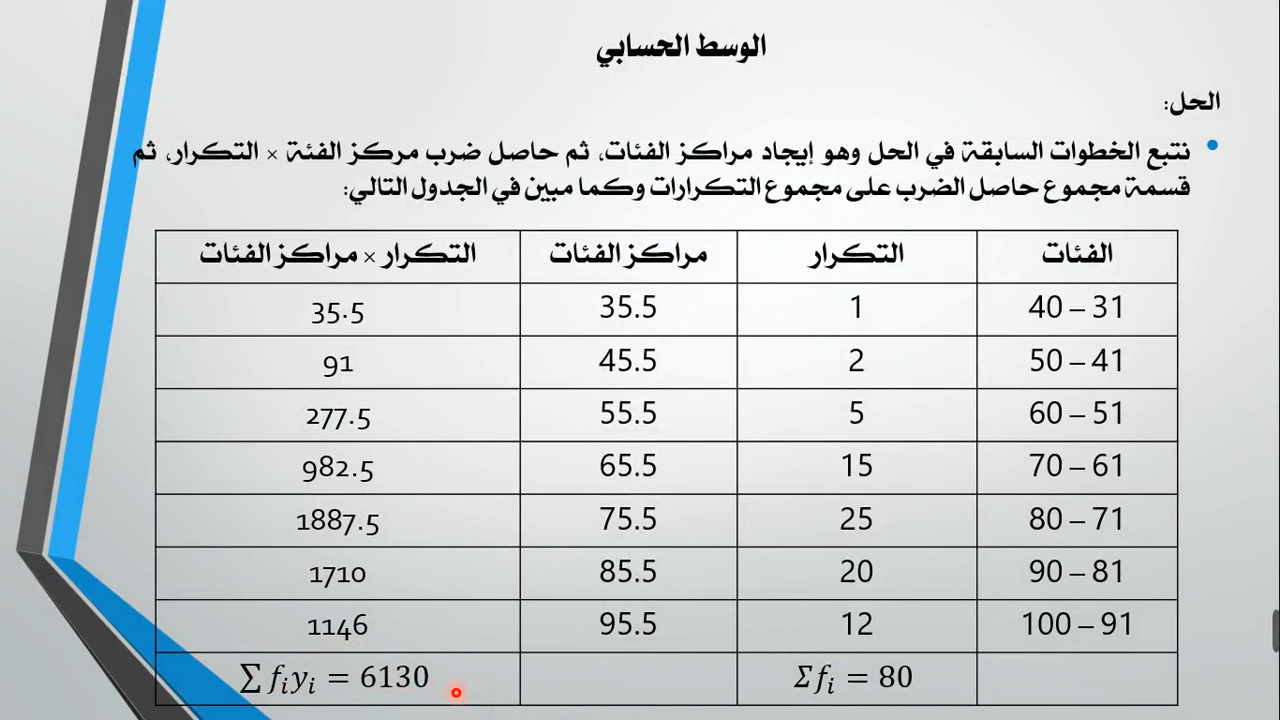 الوسط الحسابي
الحل:
• نتبع الخطوات السابقة في الحل وهو إيجاد مراكز الفئات، ثم حاصل ضرب مركز الفئة × التكرار، ثم
قسمة مجموع حاصل الضرب على مجموع التكرارات وكما مبين في الجدول التالي:
الفئات التكرار مراكز الفئات التكرار × مراكز الفئات
40 – 31 1 35.5 35.5
50 – 41 2 45.5 91
60 – 51 5 55.5 277.5
70 – 61 15 65.5 982.5
80 – 71 25 75.5 1887.5
90 – 81 20 85.5 1710
100 – 91 12 95.5 1146
Σfᵢ = 80 ∑ fᵢyᵢ = 6130